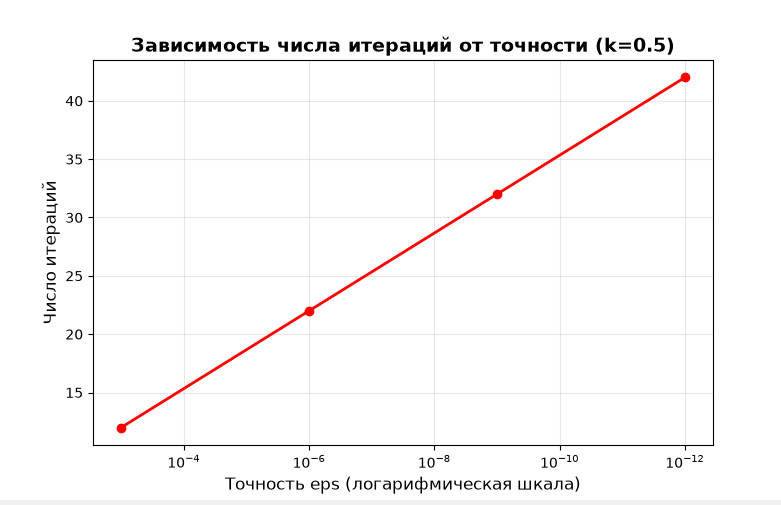 Зависимость числа итераций от точности (k=0.5)
Число итераций
40
35
30
25
20
15
10⁻⁴ 10⁻⁶ 10⁻⁸ 10⁻¹⁰ 10⁻¹²
Точность eps (логарифмическая шкала)